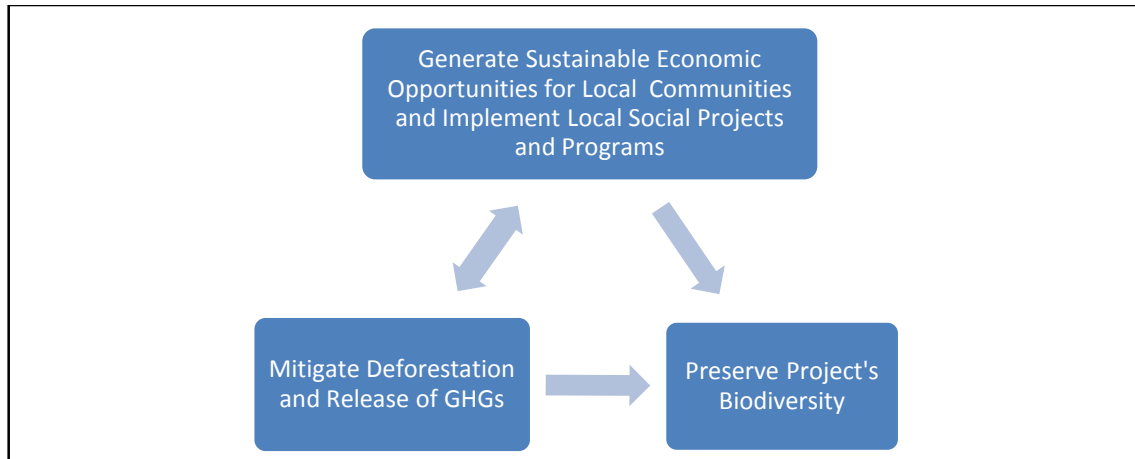 Generate Sustainable Economic
Opportunities for Local Communities
and Implement Local Social Projects
and Programs
Mitigate Deforestation
and Release of GHGs
Preserve Project's
Biodiversity